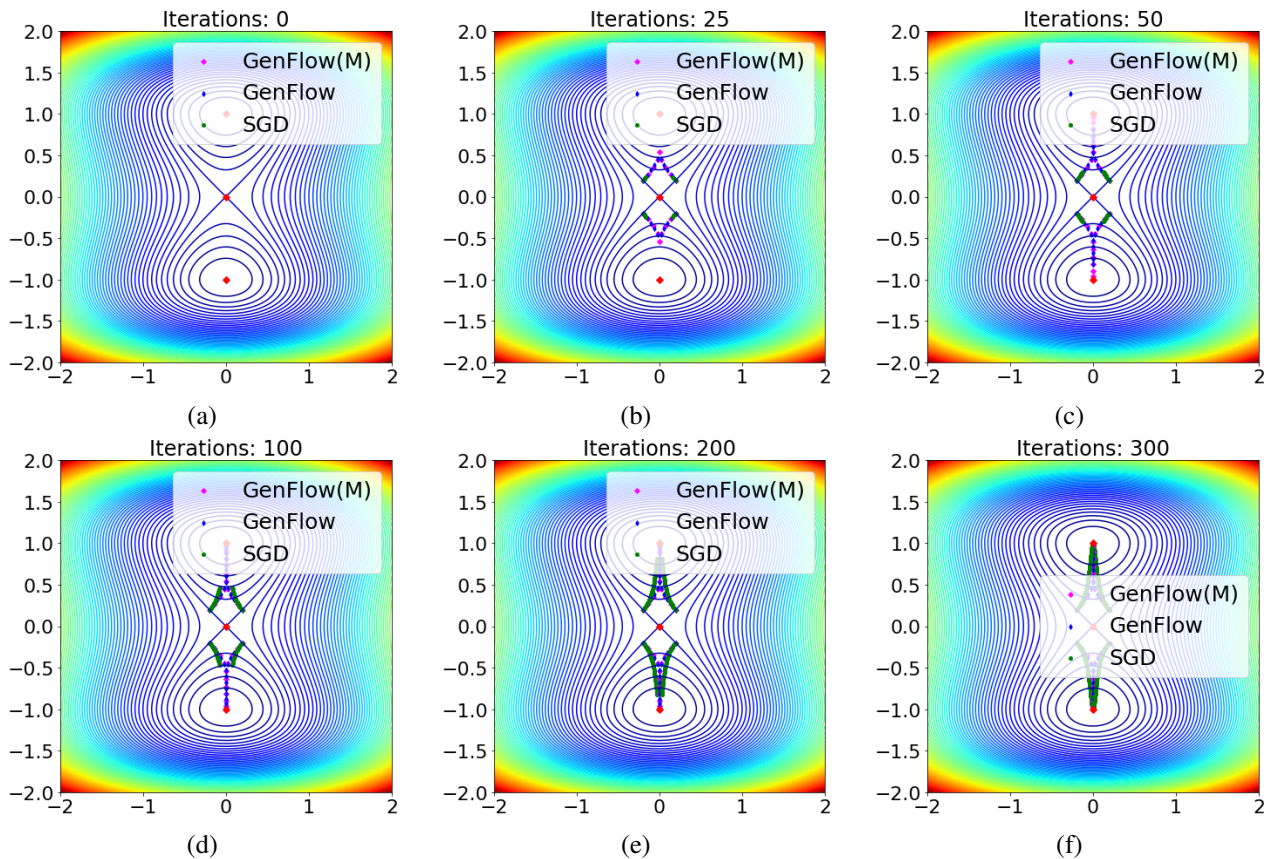 Iterations: 0
Iterations: 25
Iterations: 50
2.0
1.5
1.0
0.5
0.0
−0.5
−1.0
−1.5
−2.0
−2 −1 0 1 2
GenFlow(M)
GenFlow
SGD
2.0
1.5
1.0
0.5
0.0
−0.5
−1.0
−1.5
−2.0
−2 −1 0 1 2
GenFlow(M)
GenFlow
SGD
2.0
1.5
1.0
0.5
0.0
−0.5
−1.0
−1.5
−2.0
−2 −1 0 1 2
GenFlow(M)
GenFlow
SGD
(a)
(b)
(c)
Iterations: 100
Iterations: 200
Iterations: 300
2.0
1.5
1.0
0.5
0.0
−0.5
−1.0
−1.5
−2.0
−2 −1 0 1 2
GenFlow(M)
GenFlow
SGD
2.0
1.5
1.0
0.5
0.0
−0.5
−1.0
−1.5
−2.0
−2 −1 0 1 2
GenFlow(M)
GenFlow
SGD
2.0
1.5
1.0
0.5
0.0
−0.5
−1.0
−1.5
−2.0
−2 −1 0 1 2
GenFlow(M)
GenFlow
SGD
(d)
(e)
(f)